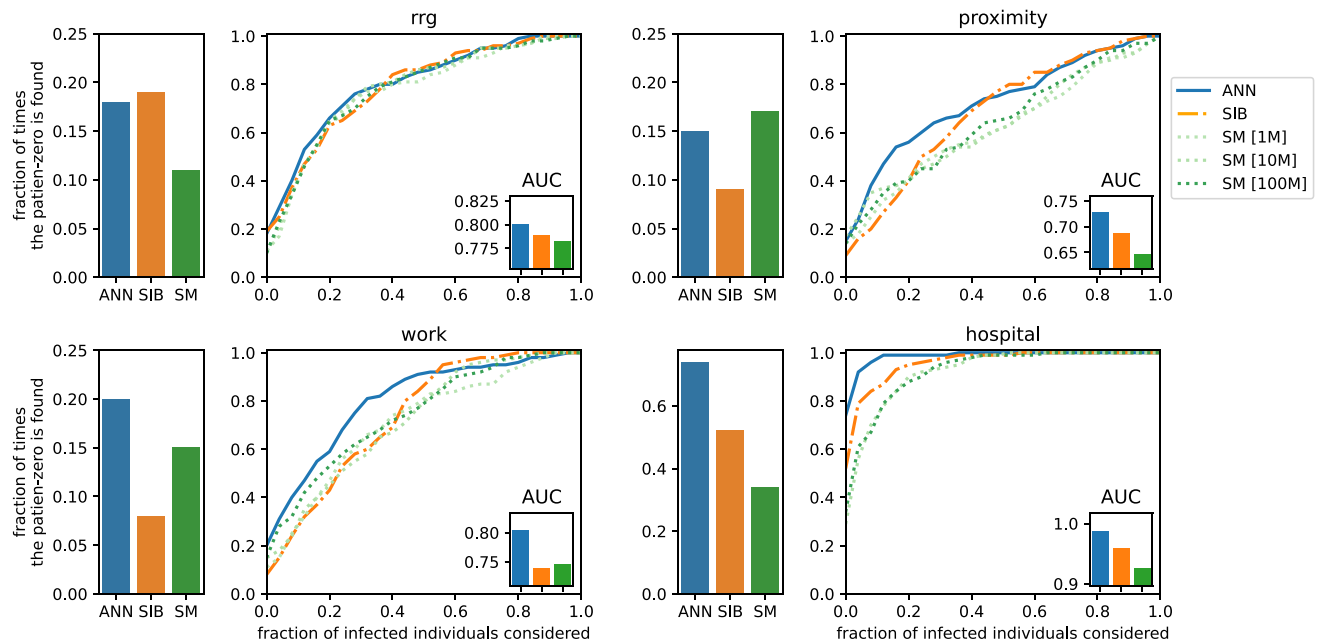 rrg
0.25
0.20
0.15
0.10
0.05
0.00
fraction of times
the patien-zero is found
ANN SIB SM
1.0
0.8
0.6
0.4
0.2
0.0
0.0 0.2 0.4 0.6 0.8 1.0
AUC
0.825
0.800
0.775
proximity
0.25
0.20
0.15
0.10
0.05
0.00
ANN SIB SM
1.0
0.8
0.6
0.4
0.2
0.0
0.0 0.2 0.4 0.6 0.8 1.0
AUC
0.75
0.70
0.65
ANN
SIB
SM [1M]
SM [10M]
SM [100M]
work
0.25
0.20
0.15
0.10
0.05
0.00
fraction of times
the patien-zero is found
ANN SIB SM
1.0
0.8
0.6
0.4
0.2
0.0
0.0 0.2 0.4 0.6 0.8 1.0
fraction of infected individuals considered
AUC
0.80
0.75
hospital
0.6
0.4
0.2
0.0
ANN SIB SM
1.0
0.8
0.6
0.4
0.2
0.0
0.0 0.2 0.4 0.6 0.8 1.0
fraction of infected individuals considered
AUC
1.0
0.9